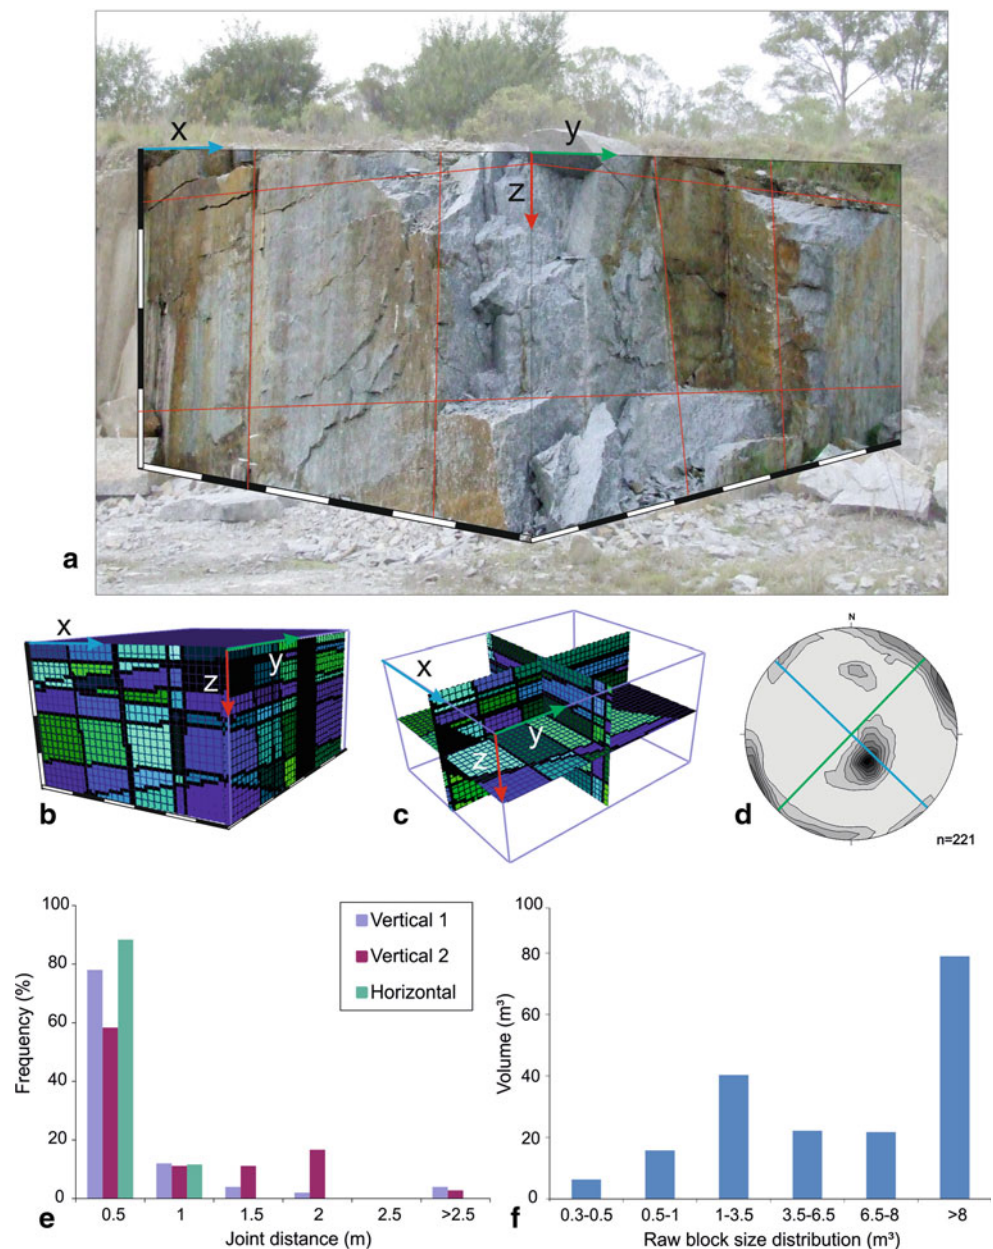 x
y
z
a
x
y
z
b
x
y
z
c
N
d
n=221
100
80
60
40
20
0
Frequency (%)
Vertical 1
Vertical 2
Horizontal
0.5 1 1.5 2 2.5 >2.5
e
Joint distance (m)
100
80
60
40
20
0
Volume (m³)
0.3-0.5 0.5-1 1-3.5 3.5-6.5 6.5-8 >8
f
Raw block size distribution (m³)